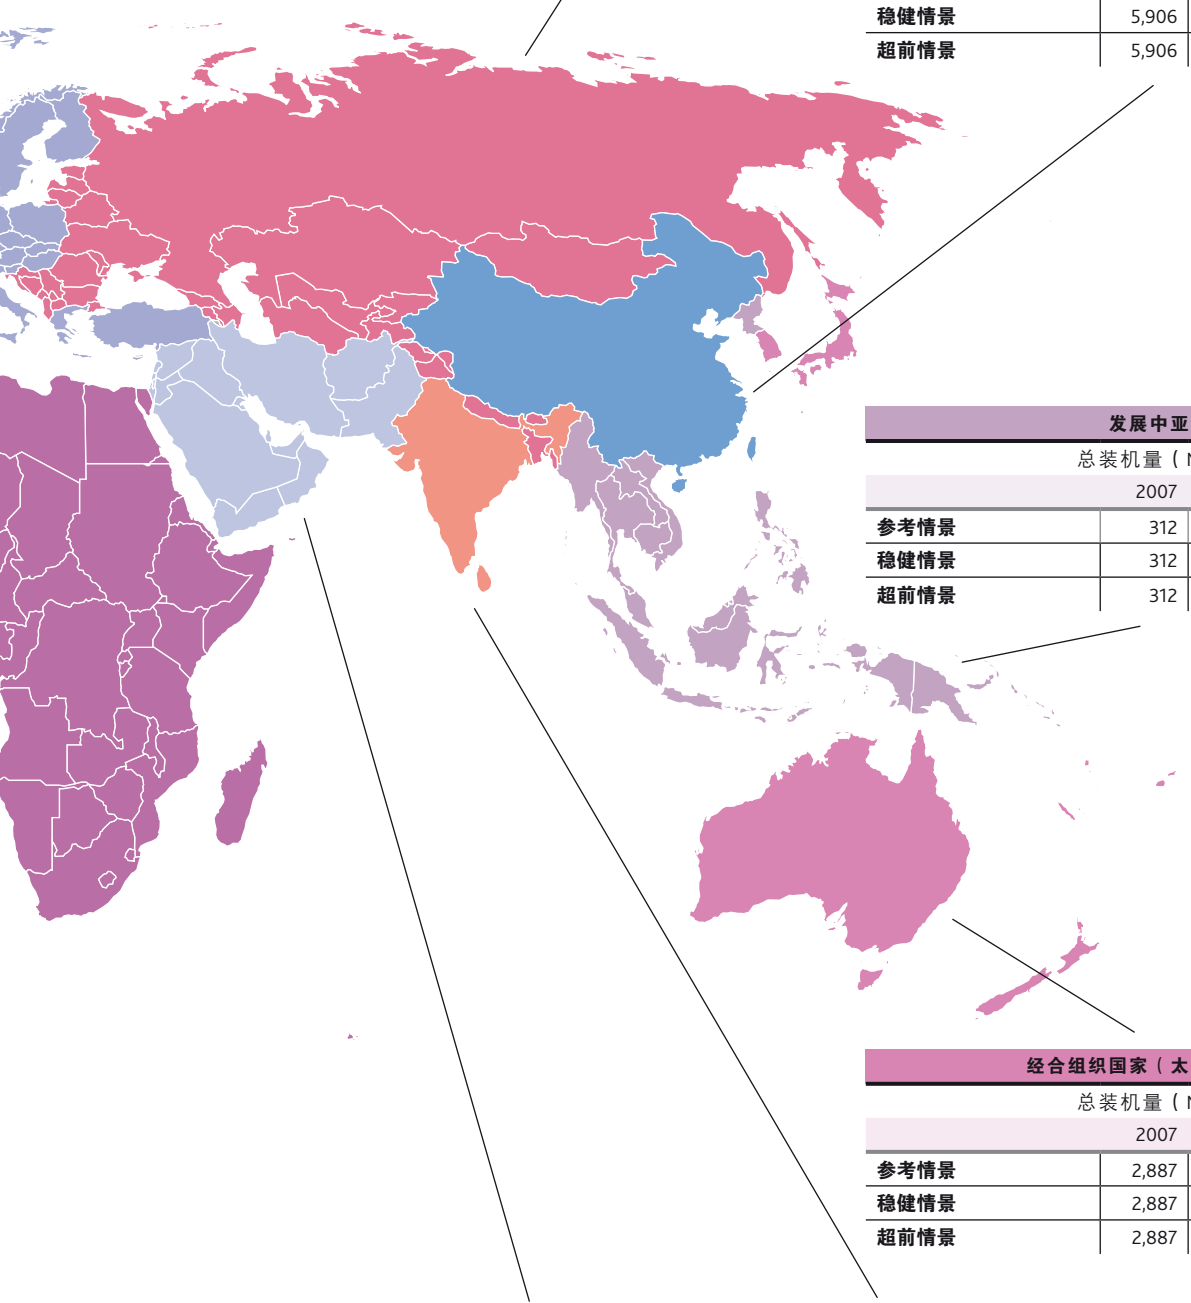 稳健情景 5,906
超前情景 5,906
发展中亚
总装机量（
2007
参考情景 312
稳健情景 312
超前情景 312
经合组织国家（太
总装机量（
2007
参考情景 2,887
稳健情景 2,887
超前情景 2,887